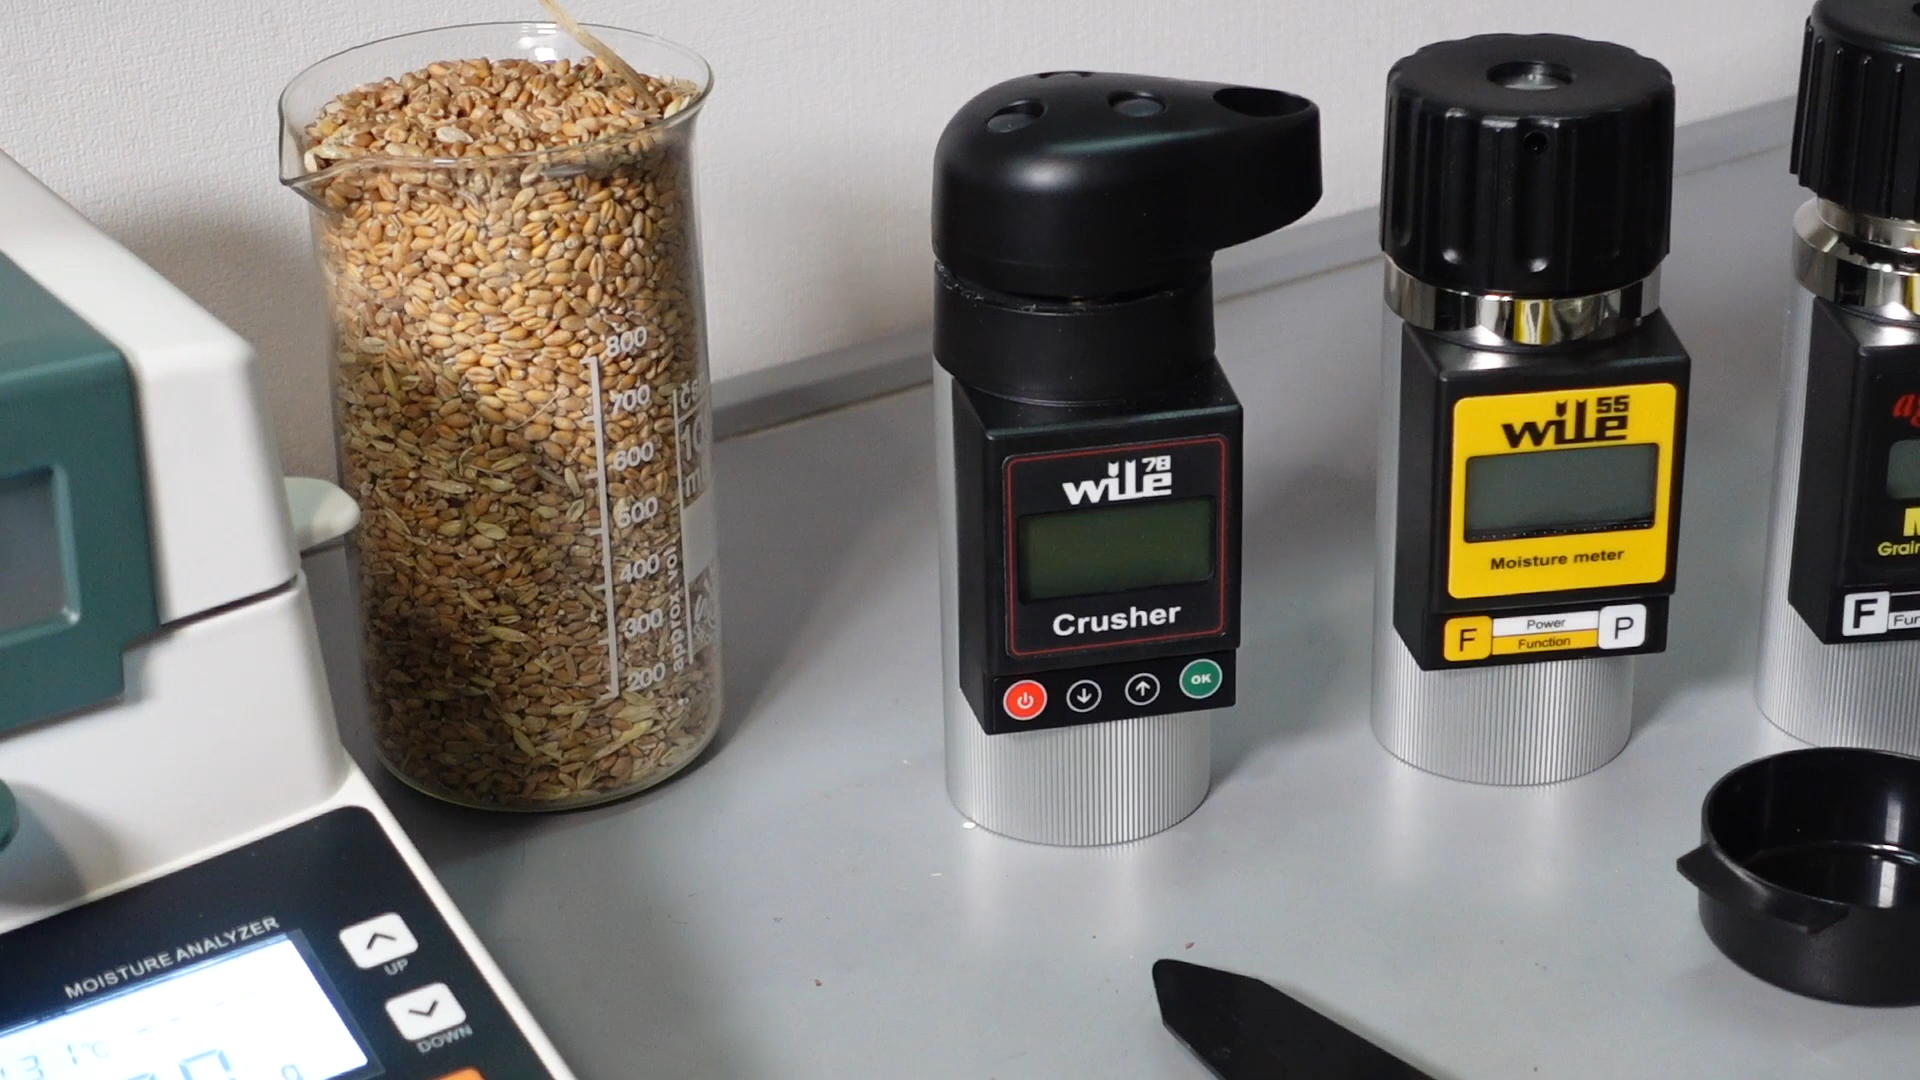 800
700
600
500
400
300
200
approx vol
wile 78
Crusher
OK
wile 55
Moisture meter
F
Power
Function
P
F
MOISTURE ANALYZER
UP
DOWN
131°C
g